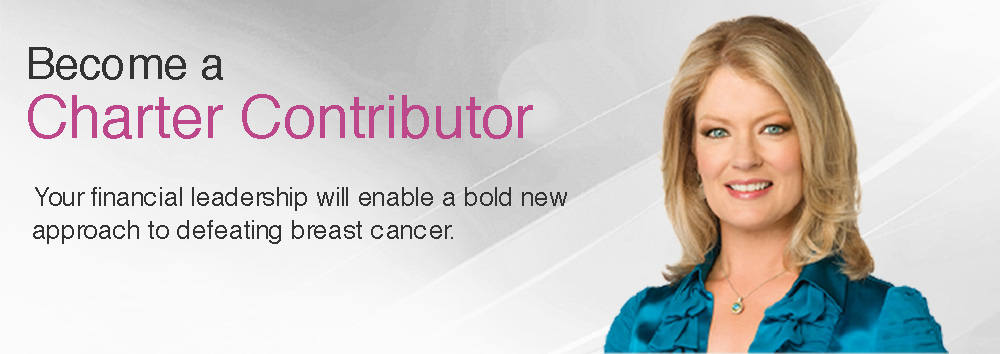 Become a
Charter Contributor
Your financial leadership will enable a bold new
approach to defeating breast cancer.